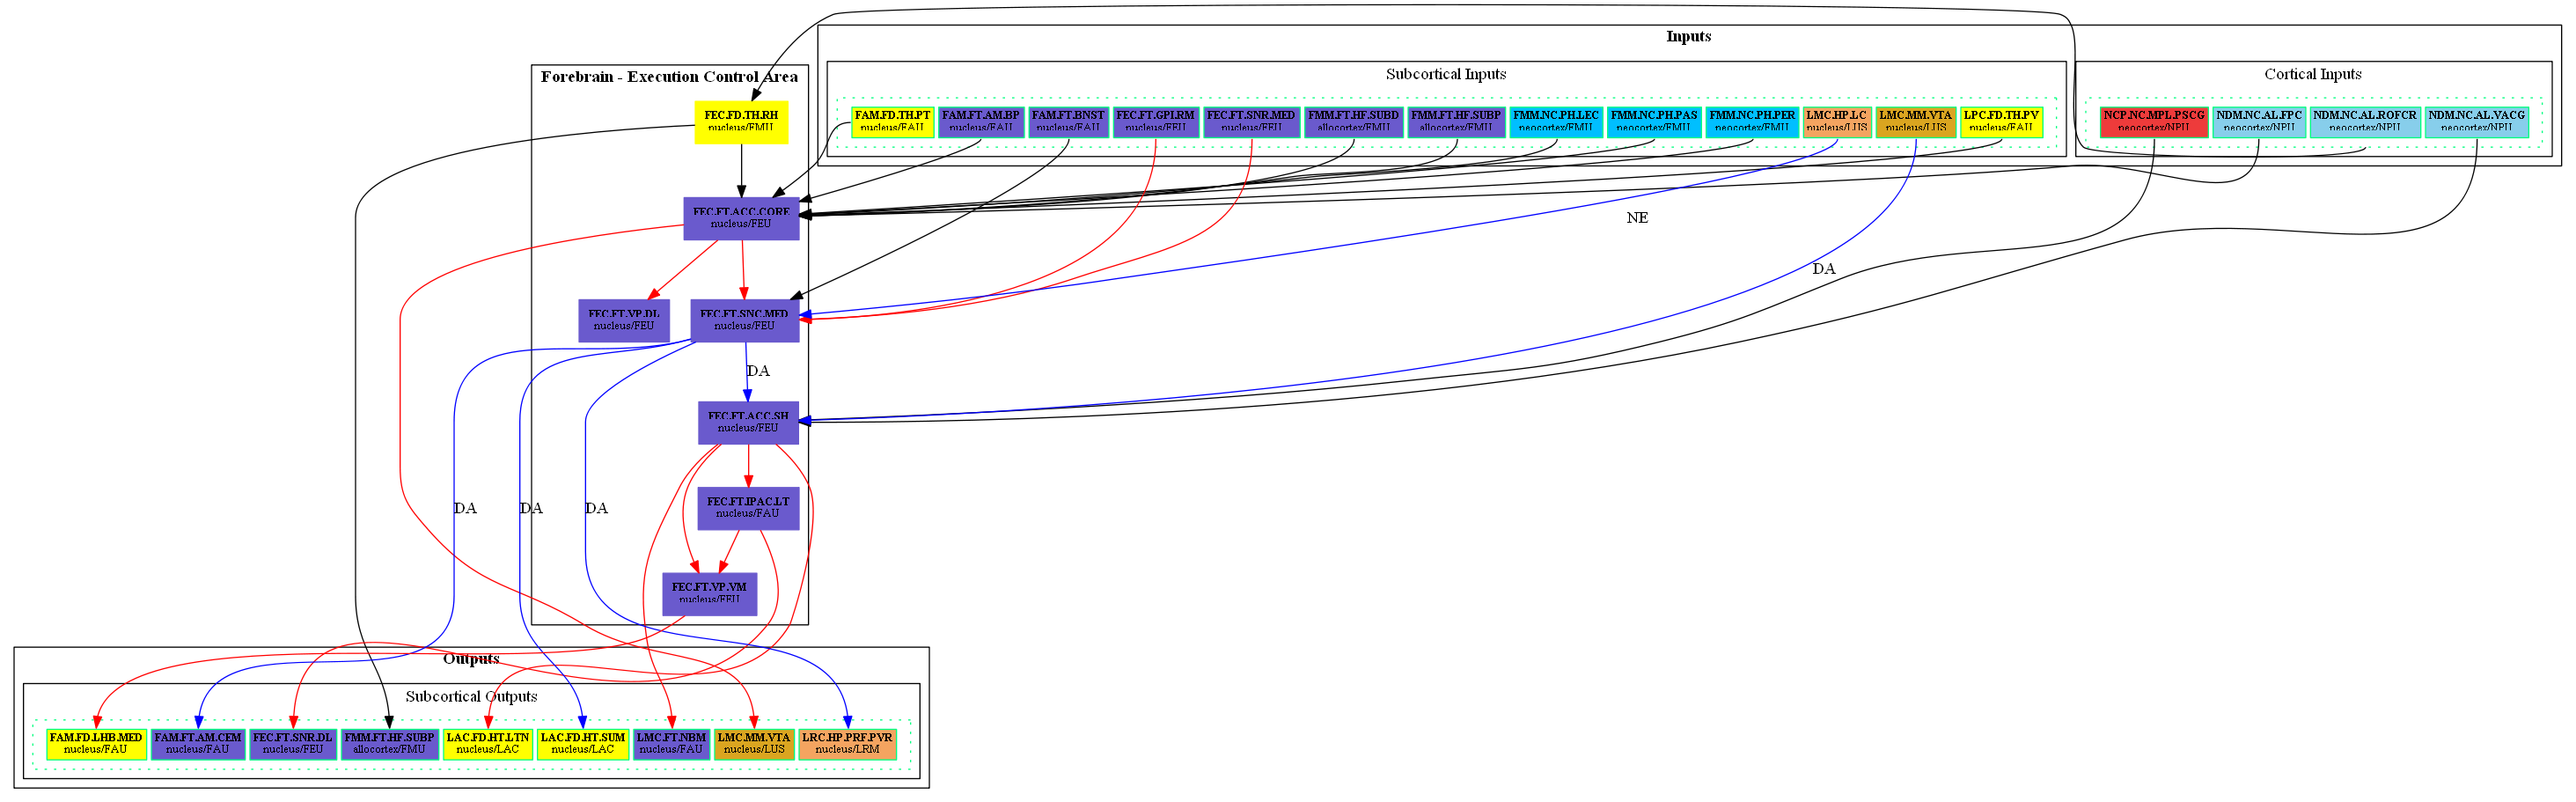 Inputs
Forebrain - Execution Control Area
Subcortical Inputs
Cortical Inputs
FEC.FD.TH.RH
nucleus/FMU
FAM.FD.TH.PT
nucleus/FAU
FAM.FT.AM.BP
nucleus/FAU
FAM.FT.BNST
nucleus/FAU
FEC.FT.GPI.RM
nucleus/FEU
FEC.FT.SNR.MED
nucleus/FEU
FMM.FT.HF.SUBD
allocortex/FMU
FMM.FT.HF.SUBP
allocortex/FMU
FMM.NC.PH.LEC
neocortex/FMU
FMM.NC.PH.PAS
neocortex/FMU
FMM.NC.PH.PER
neocortex/FMU
LMC.HP.LC
nucleus/LUS
LMC.MM.VTA
nucleus/LUS
LPC.FD.TH.PV
nucleus/FAU
NCP.NC.MPL.PSCG
neocortex/NPU
NDM.NC.AL.FPC
neocortex/NPU
NDM.NC.AL.ROFCR
neocortex/NPU
NDM.NC.AL.VACG
neocortex/NPU
FEC.FT.ACC.CORE
nucleus/FEU
NE
DA
FEC.FT.VP.DL
nucleus/FEU
FEC.FT.SNC.MED
nucleus/FEU
DA
FEC.FT.ACC.SH
nucleus/FEU
FEC.FT.IPAC.LT
nucleus/FAU
DA
DA
DA
FEC.FT.VP.VM
nucleus/FEU
Outputs
Subcortical Outputs
FAM.FD.LHB.MED
nucleus/FAU
FAM.FT.AM.CEM
nucleus/FAU
FEC.FT.SNR.DL
nucleus/FEU
FMM.FT.HF.SUBP
allocortex/FMU
LAC.FD.HT.LTN
nucleus/LAC
LAC.FD.HT.SUM
nucleus/LAC
LMC.FT.NBM
nucleus/FAU
LMC.MM.VTA
nucleus/LUS
LRC.HP.PRF.PVR
nucleus/LRM